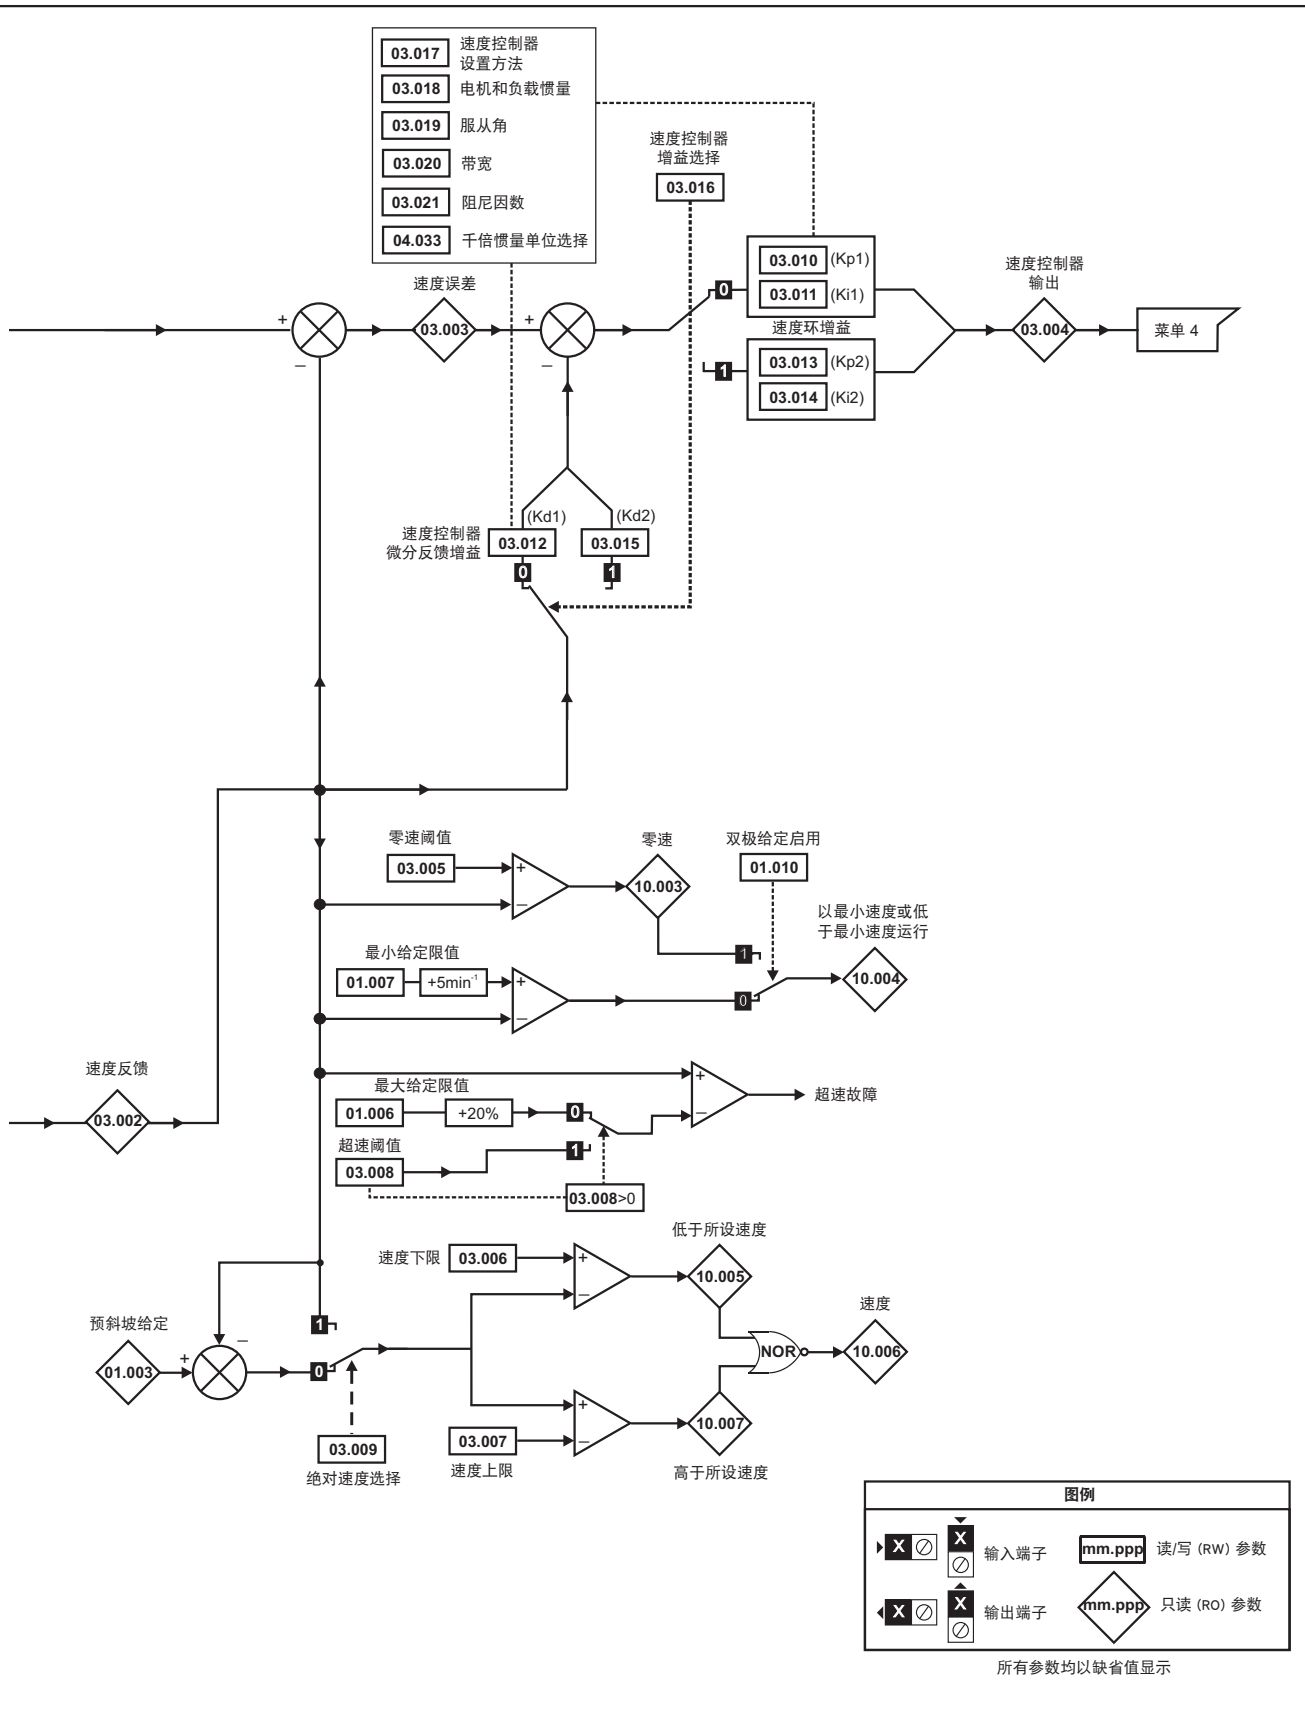 03.017 速度控制器
设置方法
03.018 电机和负载惯量
03.019 服从角
03.020 带宽
03.021 阻尼因数
04.033 千倍惯量单位选择
速度控制器
增益选择
03.016
03.010 (Kp1)
03.011 (Ki1)
速度环增益
03.013 (Kp2)
03.014 (Ki2)
0
1
速度控制器
输出
03.004
菜单 4
速度误差
03.003
+
–
+
–
(Kd1)
(Kd2)
速度控制器
微分反馈增益
03.012
03.015
0
1
零速阈值
03.005
+
–
零速
10.003
双极给定启用
01.010
以最小速度或低
于最小速度运行
10.004
1
0
最小给定限值
01.007
+5min-1
+
–
速度反馈
03.002
最大给定限值
01.006
+20%
0
超速阈值
03.008
1
03.008>0
+
–
超速故障
速度下限
03.006
+
–
低于所设速度
10.005
速度
NOR
10.006
预斜坡给定
01.003
+
–
1
0
03.009
绝对速度选择
03.007
速度上限
+
–
10.007
高于所设速度
图例
X
X
输入端子
mm.ppp 读/写 (RW) 参数
X
X
输出端子
mm.ppp 只读 (RO) 参数
所有参数均以缺省值显示